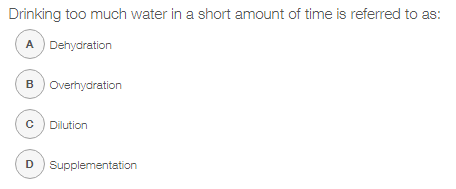 Drinking too much water in a short amount of time is referred to as:
A Dehydration
B Overhydration
C Dilution
D Supplementation